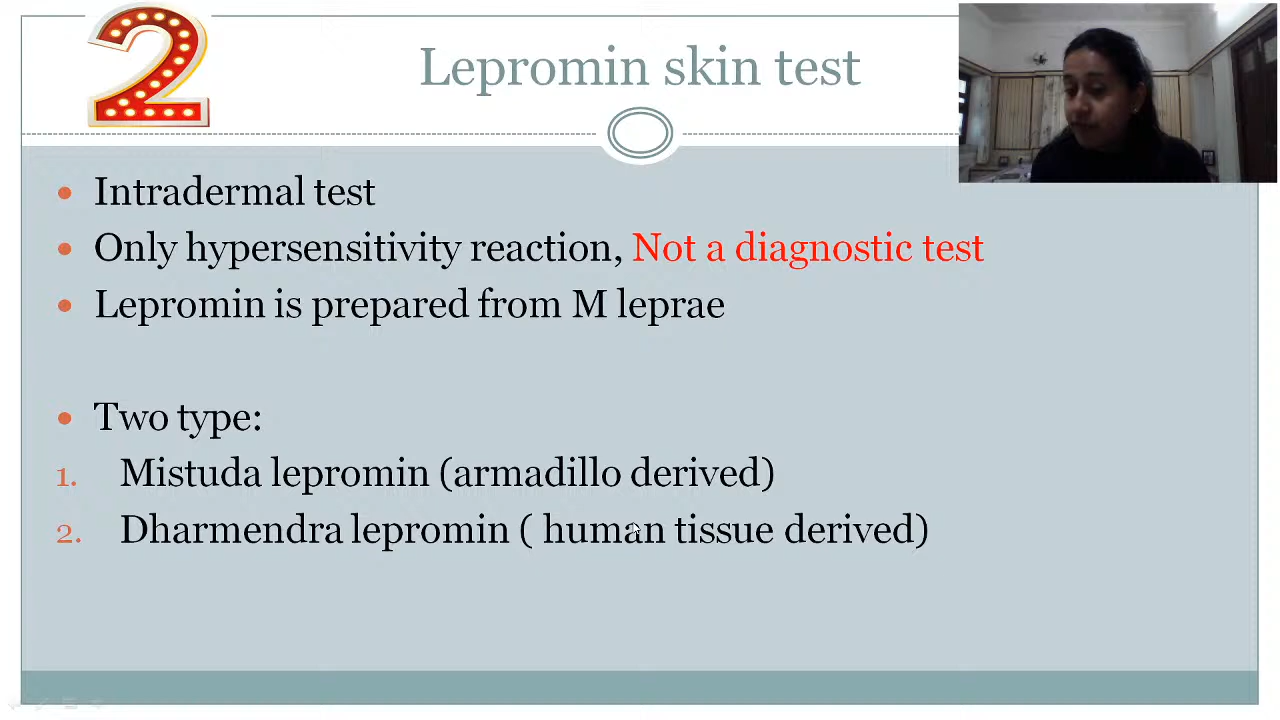 2
Lepromin skin test
Intradermal test
Only hypersensitivity reaction, Not a diagnostic test
Lepromin is prepared from M leprae
Two type:
1. Mistuda lepromin (armadillo derived)
2. Dharmendra lepromin ( human tissue derived)